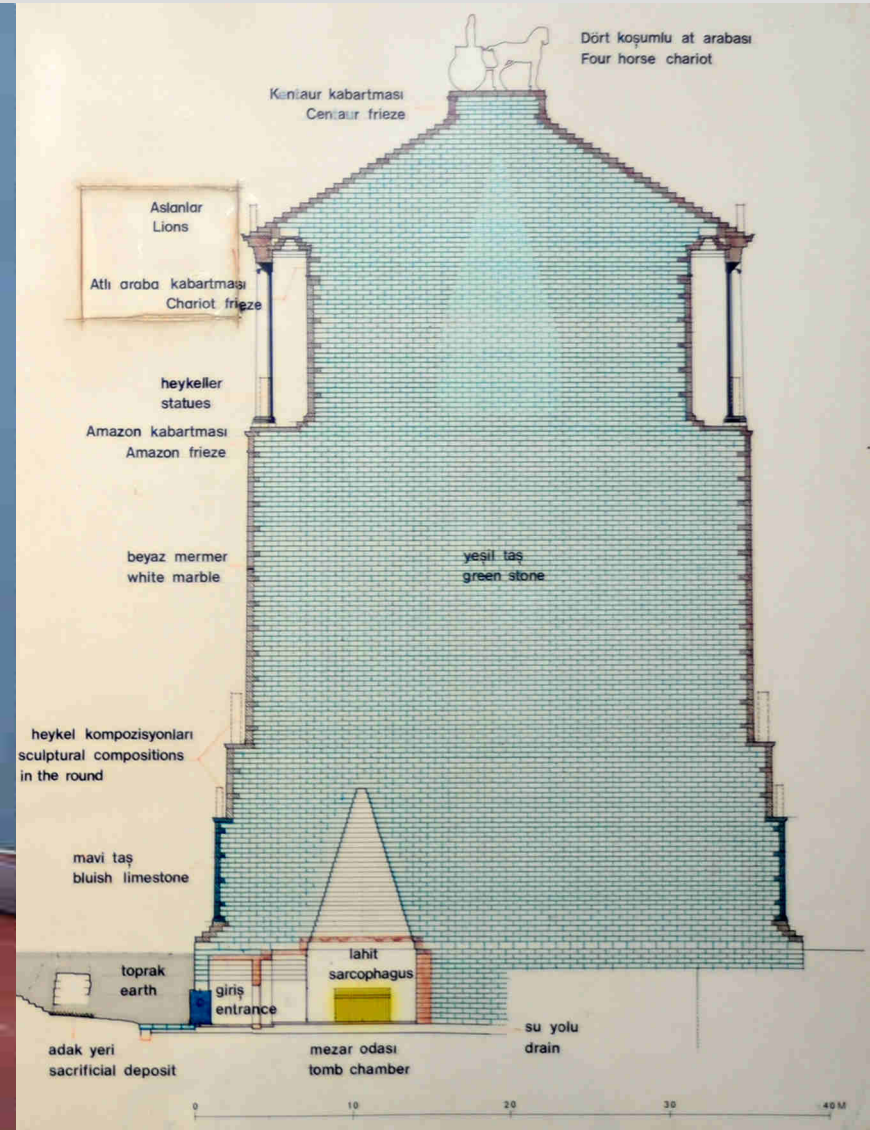 Dört koşumlu at arabası
Four horse chariot
Kentaur kabartması
Centaur frieze
Aslanlar
Lions
Atlı araba kabartması
Chariot frieze
heykeller
statues
Amazon kabartması
Amazon frieze
beyaz mermer
white marble
yeşil taş
green stone
heykel kompozisyonları
sculptural compositions
in the round
mavi taş
bluish limestone
toprak
earth
giriş
entrance
lahit
sarcophagus
adak yeri
sacrificial deposit
mezar odası
tomb chamber
su yolu
drain
0 10 20 30 40 M